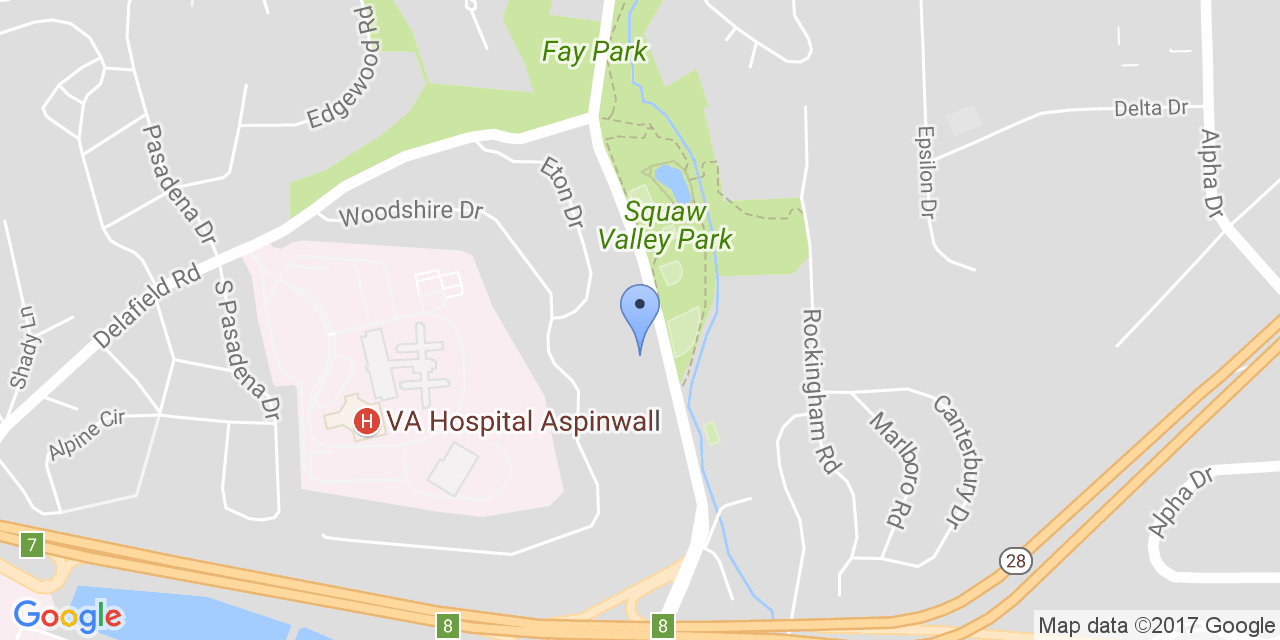 Edgewood Rd
Fay Park
Delta Dr
Pasadena Dr
Eton Dr
Epsilon Dr
Alpha Dr
Woodshire Dr
Squaw
Valley Park
Delafield Rd
S Pasadena Dr
Shady Ln
Rockingham Rd
H VA Hospital Aspinwall
Alpine Cir
Marlboro Rd
Canterbury Dr
Alpha Dr
7
28
Google
8
8
Map data ©2017 Google